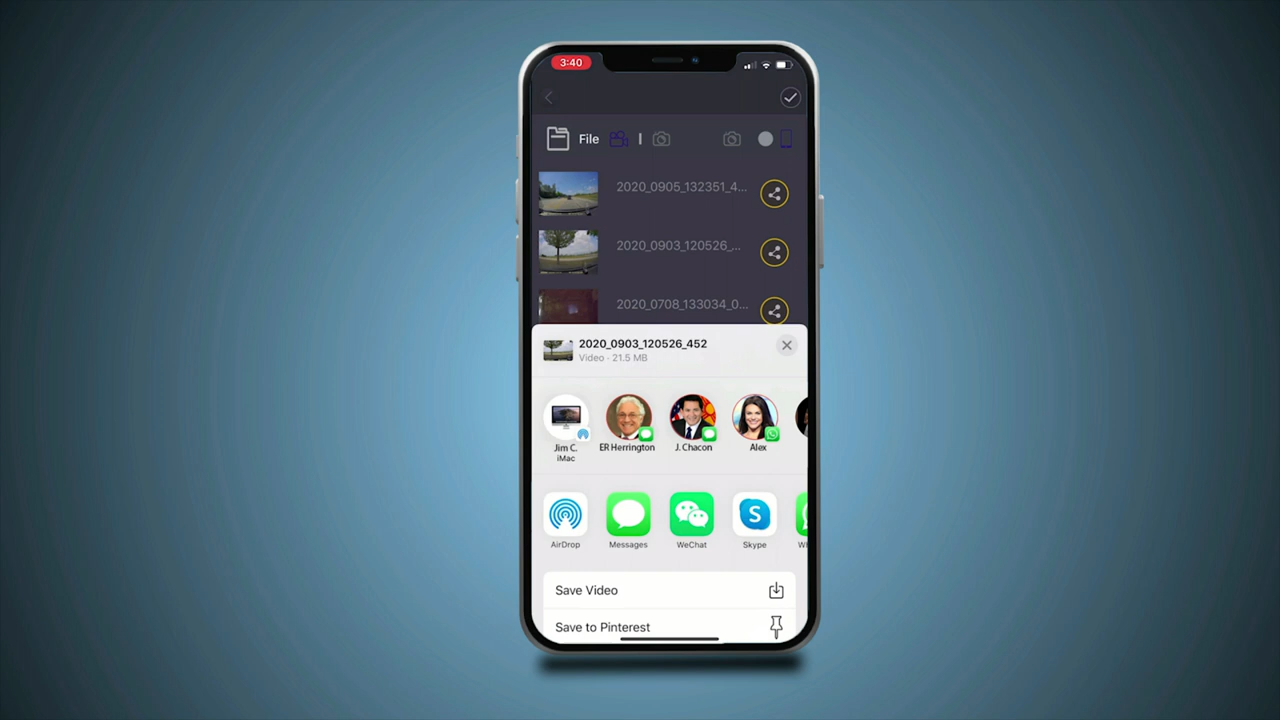 3:40
File
2020_0905_132351_4...
2020_0903_120526_...
2020_0708_133034_0...
2020_0903_120526_452
Video · 21.5 MB
Jim C.
iMac
ER Herrington
J. Chacon
Alex
AirDrop
Messages
WeChat
Skype
Save Video
Save to Pinterest